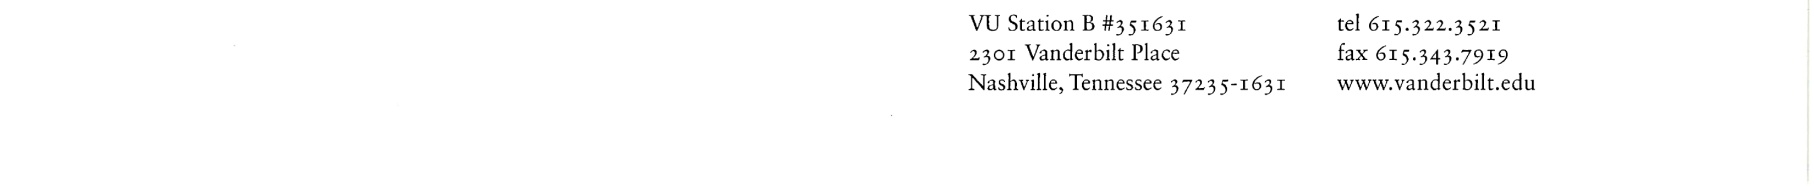 VU Station B #351631
2301 Vanderbilt Place
Nashville, Tennessee 37235-1631
tel 615.322.3521
fax 615.343.7919
www.vanderbilt.edu